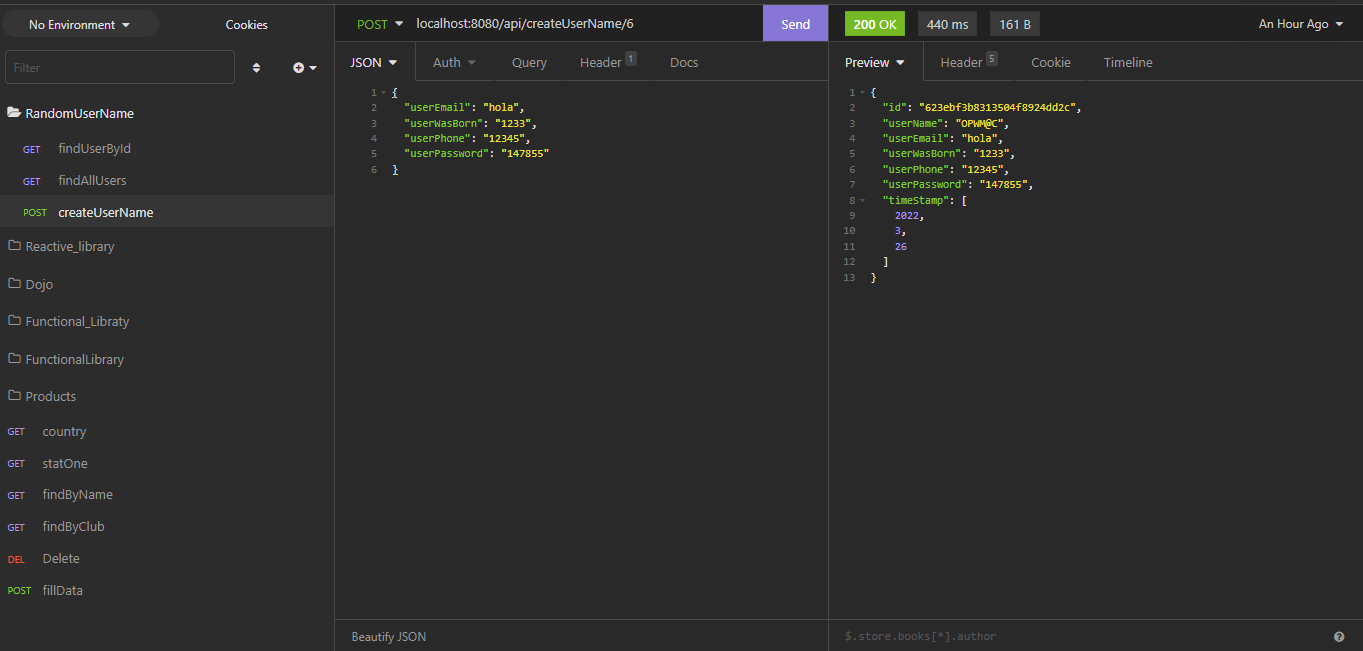 No Environment
Cookies
Filter
RandomUserName
GET findUserById
GET findAllUsers
POST createUserName
Reactive_library
Dojo
Functional_Libraty
FunctionalLibrary
Products
GET country
GET statOne
GET findByName
GET findByClub
DEL Delete
POST fillData
POST localhost:8080/api/createUserName/6 Send
JSON Auth Query Header 1 Docs
1 {
2 "userEmail": "hola",
3 "userWasBorn": "1233",
4 "userPhone": "12345",
5 "userPassword": "147855"
6 }
Beautify JSON
200 OK 440 ms 161 B An Hour Ago
Preview Header 5 Cookie Timeline
1 {
2 "id": "623ebf3b8313504f8924dd2c",
3 "userName": "OPWM@C",
4 "userEmail": "hola",
5 "userWasBorn": "1233",
6 "userPhone": "12345",
7 "userPassword": "147855",
8 "timeStamp": [
9 2022,
10 3,
11 26
12 ]
13 }
$.store.books[*].author